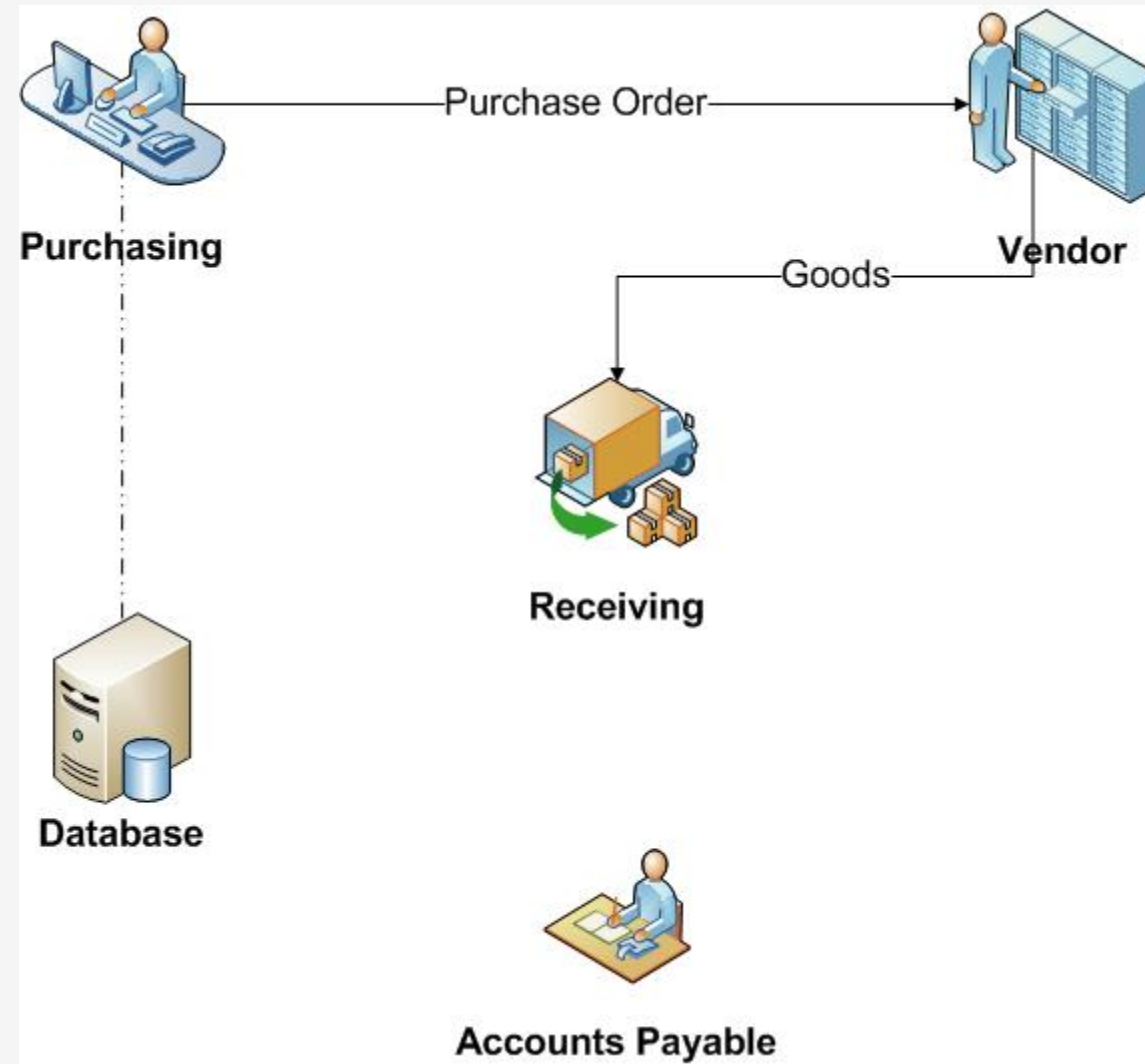 Purchase Order
Purchasing
Vendor
Goods
Receiving
Database
Accounts Payable